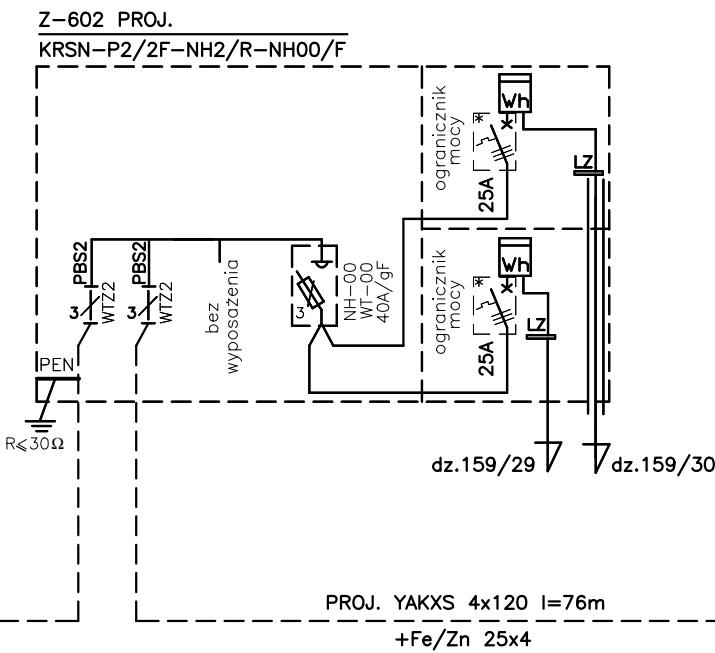 Z-602 PROJ.
KRSN-P2/2F-NH2/R-NH00/F
ogranicznik
mocy
*
Wh
25A
LZ
PBS2
3
WTZ2
PBS2
3
WTZ2
bez
wyposażenia
3
NH-00
WT-00
40A/gF
ogranicznik
mocy
*
Wh
25A
LZ
PEN
R≤30Ω
dz.159/29
dz.159/30
PROJ. YAKXS 4x120 l=76m
+Fe/Zn 25x4